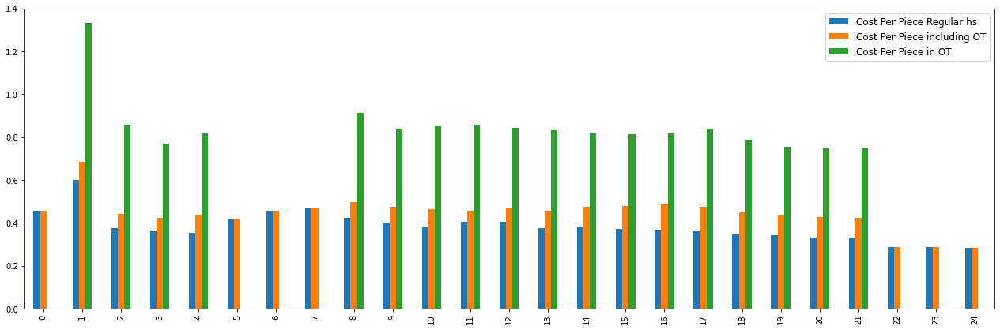 1.4
1.2
1.0
0.8
0.6
0.4
0.2
0.0
Cost Per Piece Regular hs
Cost Per Piece including OT
Cost Per Piece in OT
0 1 2 3 4 5 6 7 8 9 10 11 12 13 14 15 16 17 18 19 20 21 22 23 24